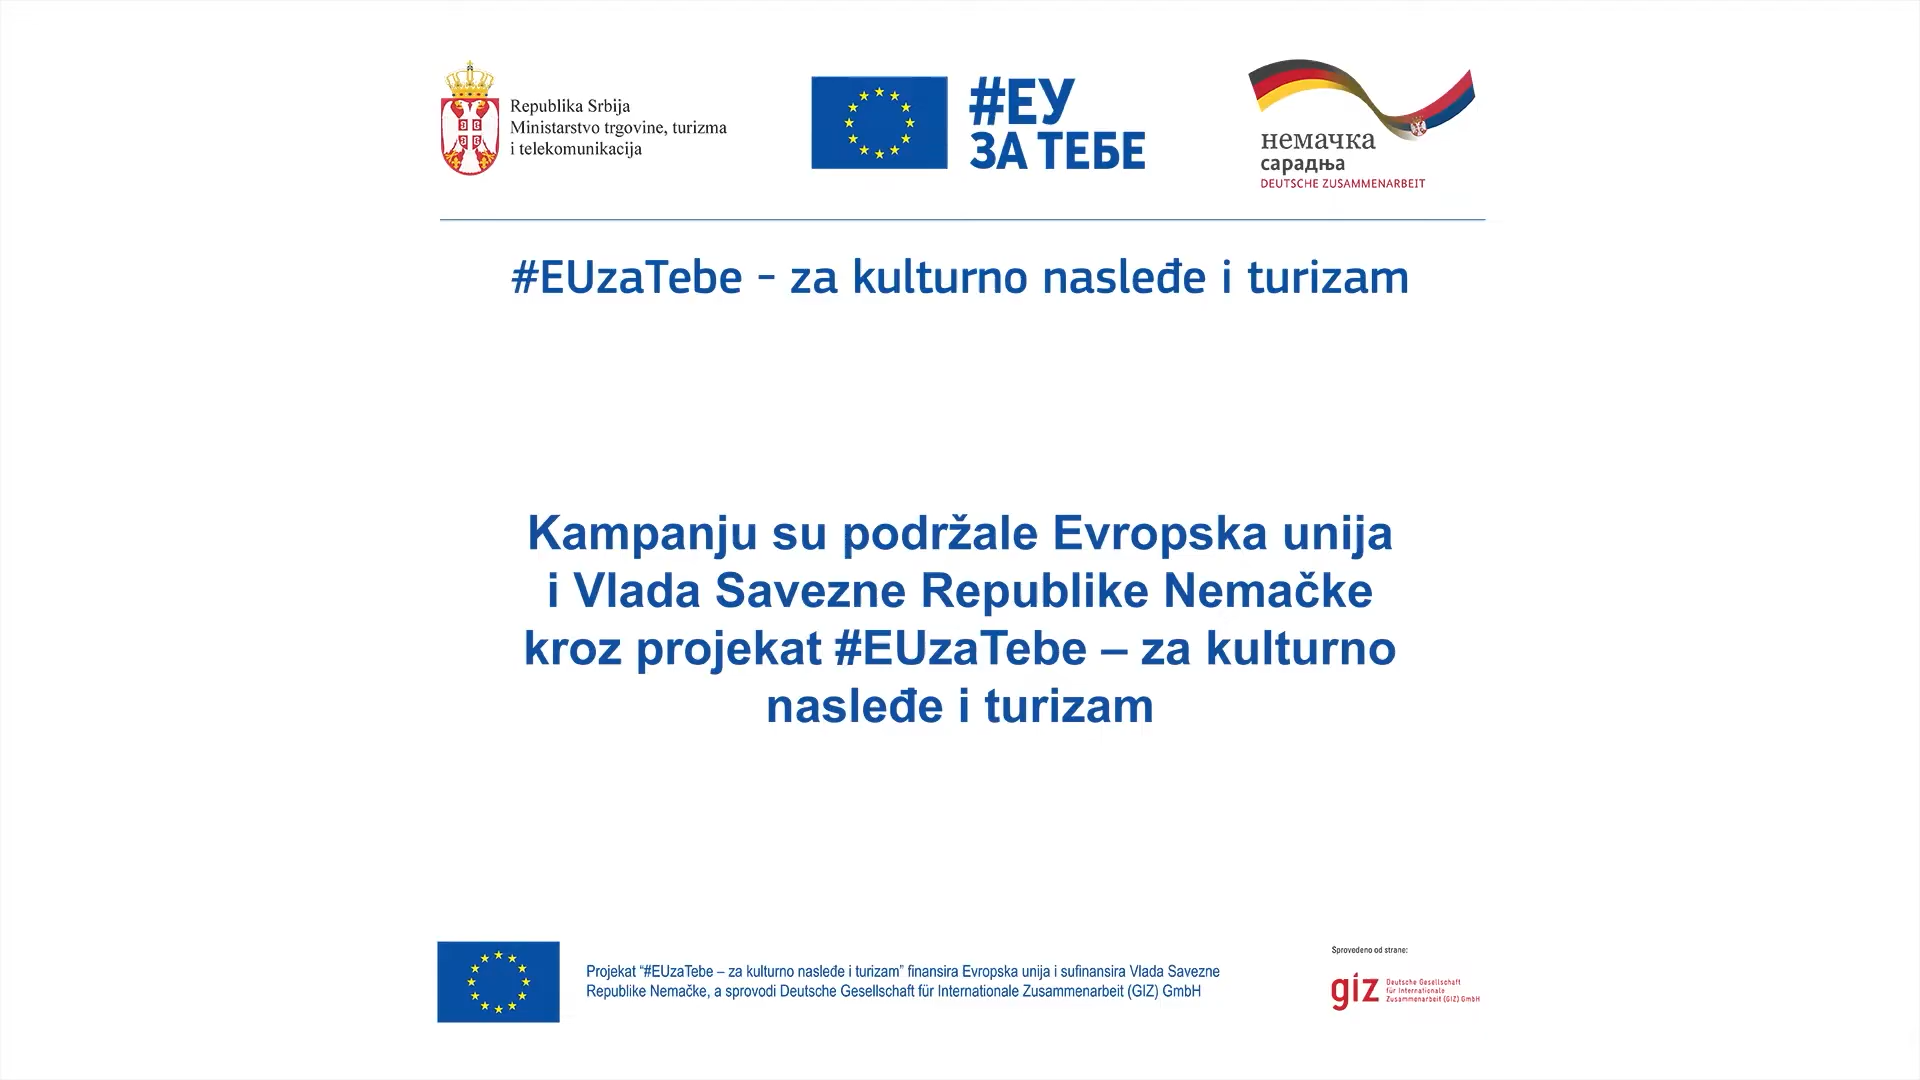 Republika Srbija
Ministarstvo trgovine, turizma
i telekomunikacija
#ЕУ
ЗА ТЕБЕ
немачка
сарадња
DEUTSCHE ZUSAMMENARBEIT
#EUzaTebe - za kulturno nasleđe i turizam
Kampanju su podržale Evropska unija
i Vlada Savezne Republike Nemačke
kroz projekat #EUzaTebe – za kulturno
nasleđe i turizam
Projekat “#EUzaTebe – za kulturno nasleđe i turizam” finansira Evropska unija i sufinansira Vlada Savezne
Republike Nemačke, a sprovodi Deutsche Gesellschaft für Internationale Zusammenarbeit (GIZ) GmbH
Sprovedeno od strane:
giz
Deutsche Gesellschaft
für Internationale
Zusammenarbeit (GIZ) GmbH